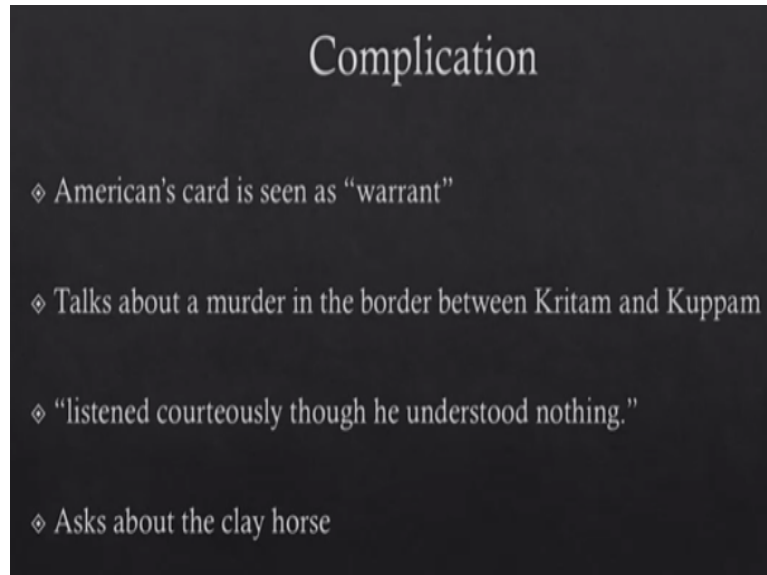 Complication
American's card is seen as “warrant”
Talks about a murder in the border between Kritam and Kuppam
“listened courteously though he understood nothing.”
Asks about the clay horse